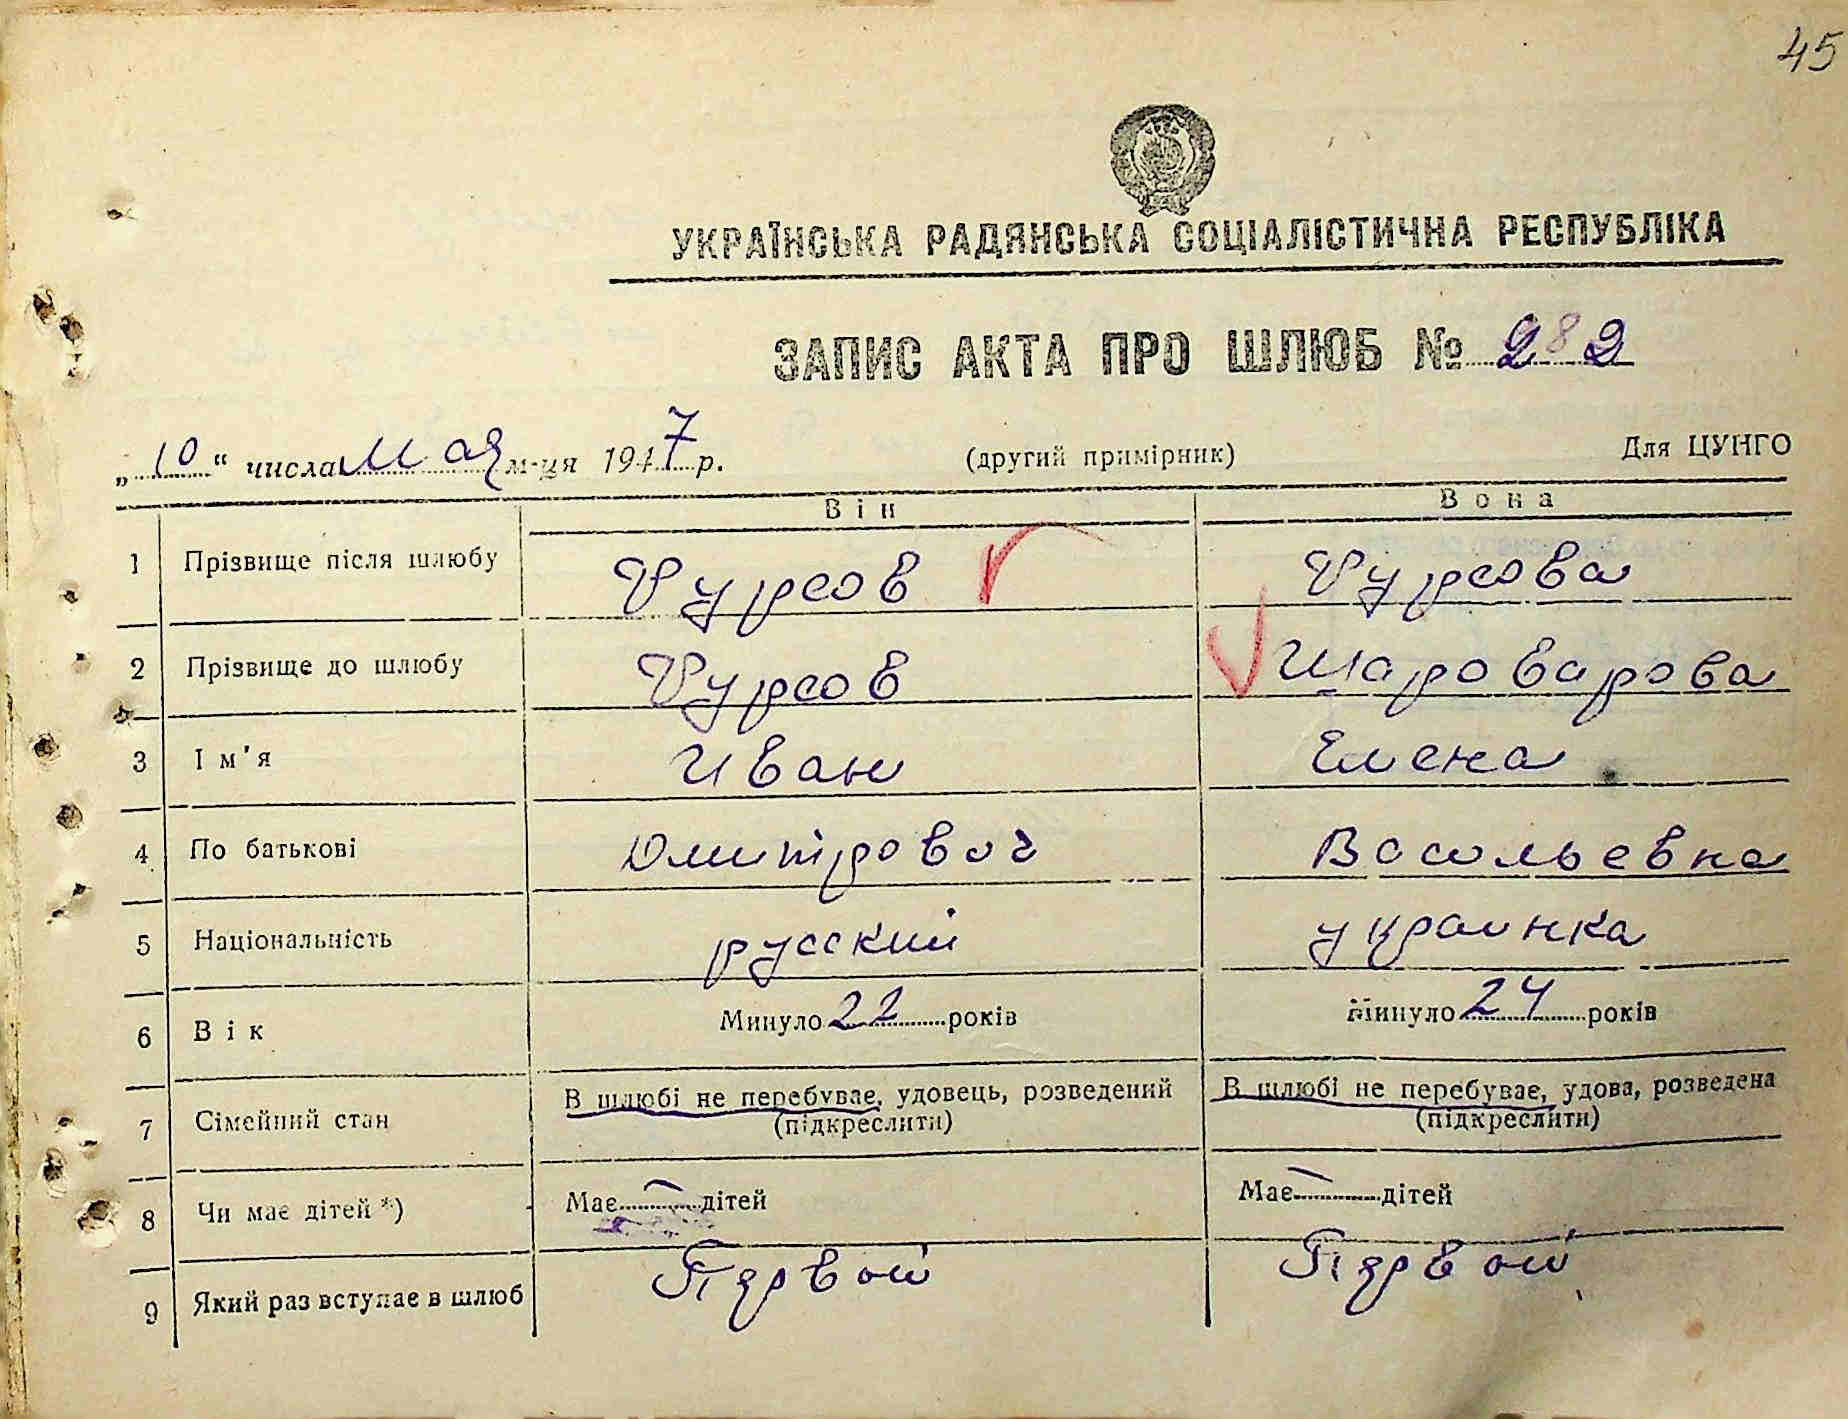 45
УКРАЇНСЬКА РАДЯНСЬКА СОЦІАЛІСТИЧНА РЕСПУБЛІКА
ЗАПИС АКТА ПРО ШЛЮБ № 282
„10“ числа мая м-ця 1947 р. (другий примірник) Для ЦУНГО
Він Вона
1 Прізвище після шлюбу Чурсов Чурсова
2 Прізвище до шлюбу Чурсов Шароварова
3 Ім'я Иван Елена
4 По батькові Дмитрович Васильевна
5 Національність русский украинка
6 Вік Минуло 22 років Минуло 24 років
7 Сімейний стан В шлюбі не перебуває, удовець, розведений (підкреслити) В шлюбі не перебуває, удова, розведена (підкреслити)
8 Чи має дітей *) Має — дітей Має — дітей
9 Який раз вступає в шлюб Первой Первой